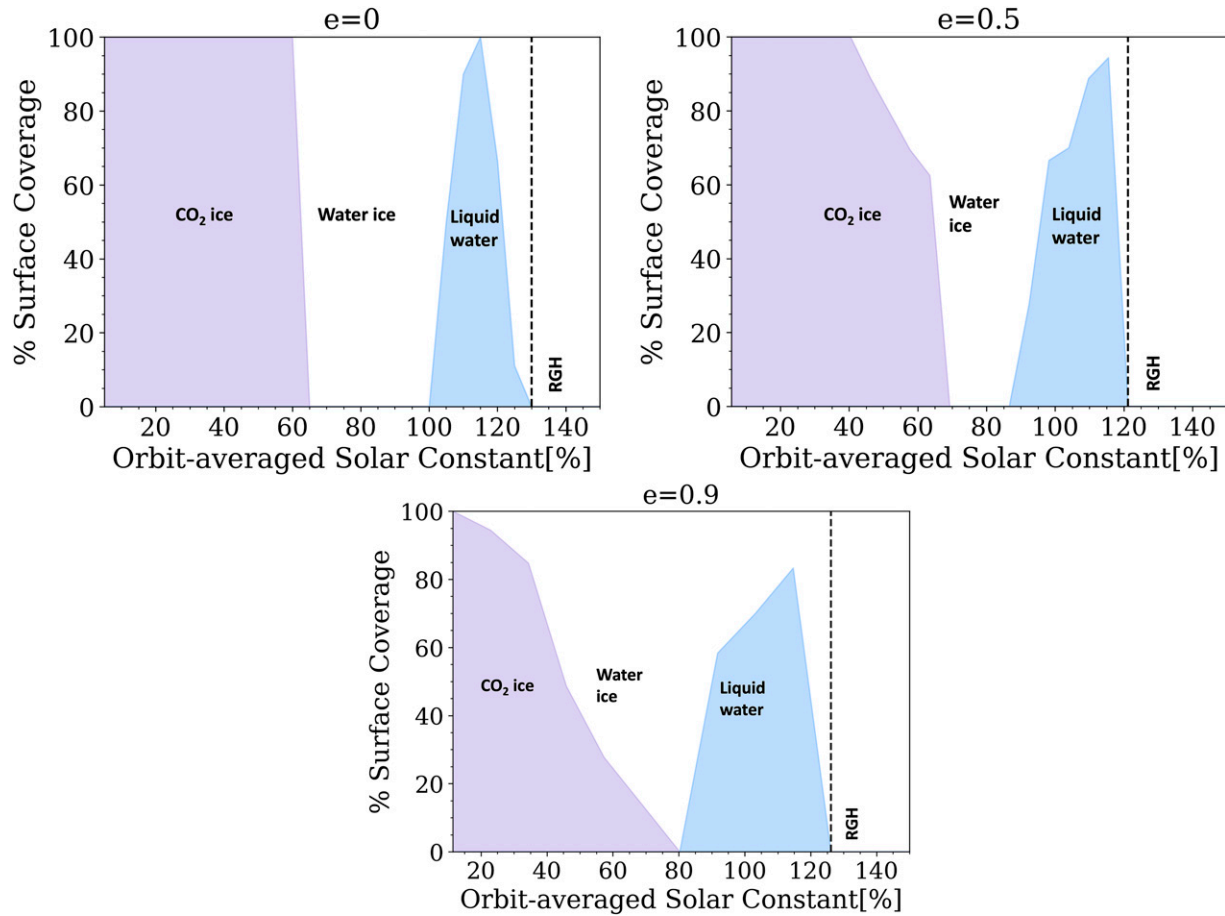 e=0
% Surface Coverage
100
80
60
40
20
0
CO₂ ice
Water ice
Liquid
water
RGH
20 40 60 80 100 120 140
Orbit-averaged Solar Constant[%]
e=0.5
% Surface Coverage
100
80
60
40
20
0
CO₂ ice
Water
ice
Liquid
water
RGH
20 40 60 80 100 120 140
Orbit-averaged Solar Constant[%]
e=0.9
% Surface Coverage
100
80
60
40
20
0
CO₂ ice
Water
ice
Liquid
water
RGH
20 40 60 80 100 120 140
Orbit-averaged Solar Constant[%]